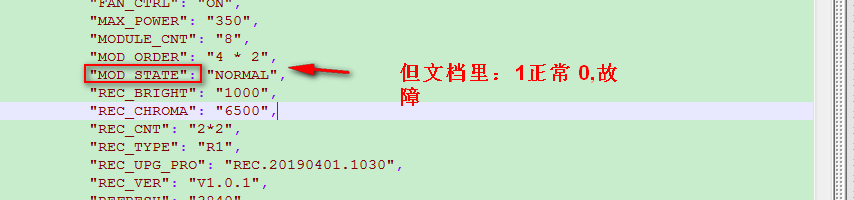 "FAN_CTRL": "ON",
"MAX_POWER": "350",
"MODULE_CNT": "8",
"MOD_ORDER": "4 * 2",
"MOD_STATE": "NORMAL",
但文档里：1正常 0,故
障
"REC_BRIGHT": "1000",
"REC_CHROMA": "6500",
"REC_CNT": "2*2",
"REC_TYPE": "R1",
"REC_UPG_PRO": "REC.20190401.1030",
"REC_VER": "V1.0.1",
"REFRESH": "3840",